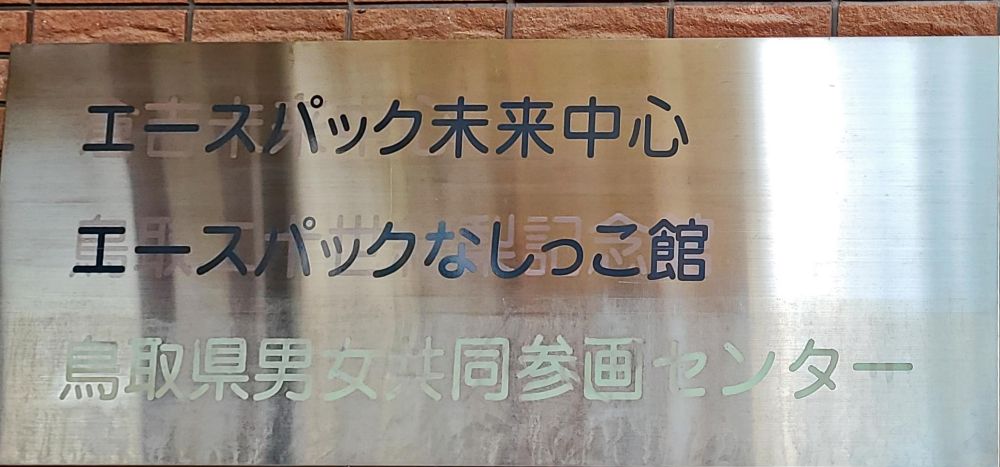 エースパック未来中心
エースパックなしっこ館
鳥取県男女共同参画センター